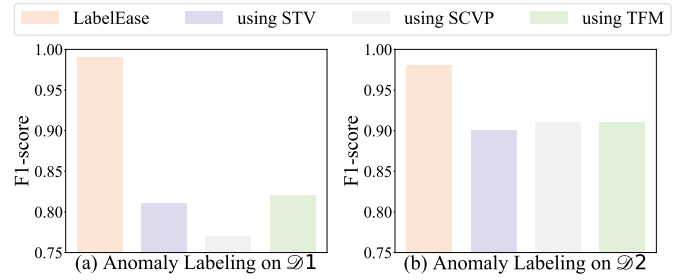 LabelEase using STV using SCVP using TFM
1.00
0.95
0.90
0.85
0.80
0.75
F1-score
(a) Anomaly Labeling on 𝒟1
1.00
0.95
0.90
0.85
0.80
0.75
F1-score
(b) Anomaly Labeling on 𝒟2